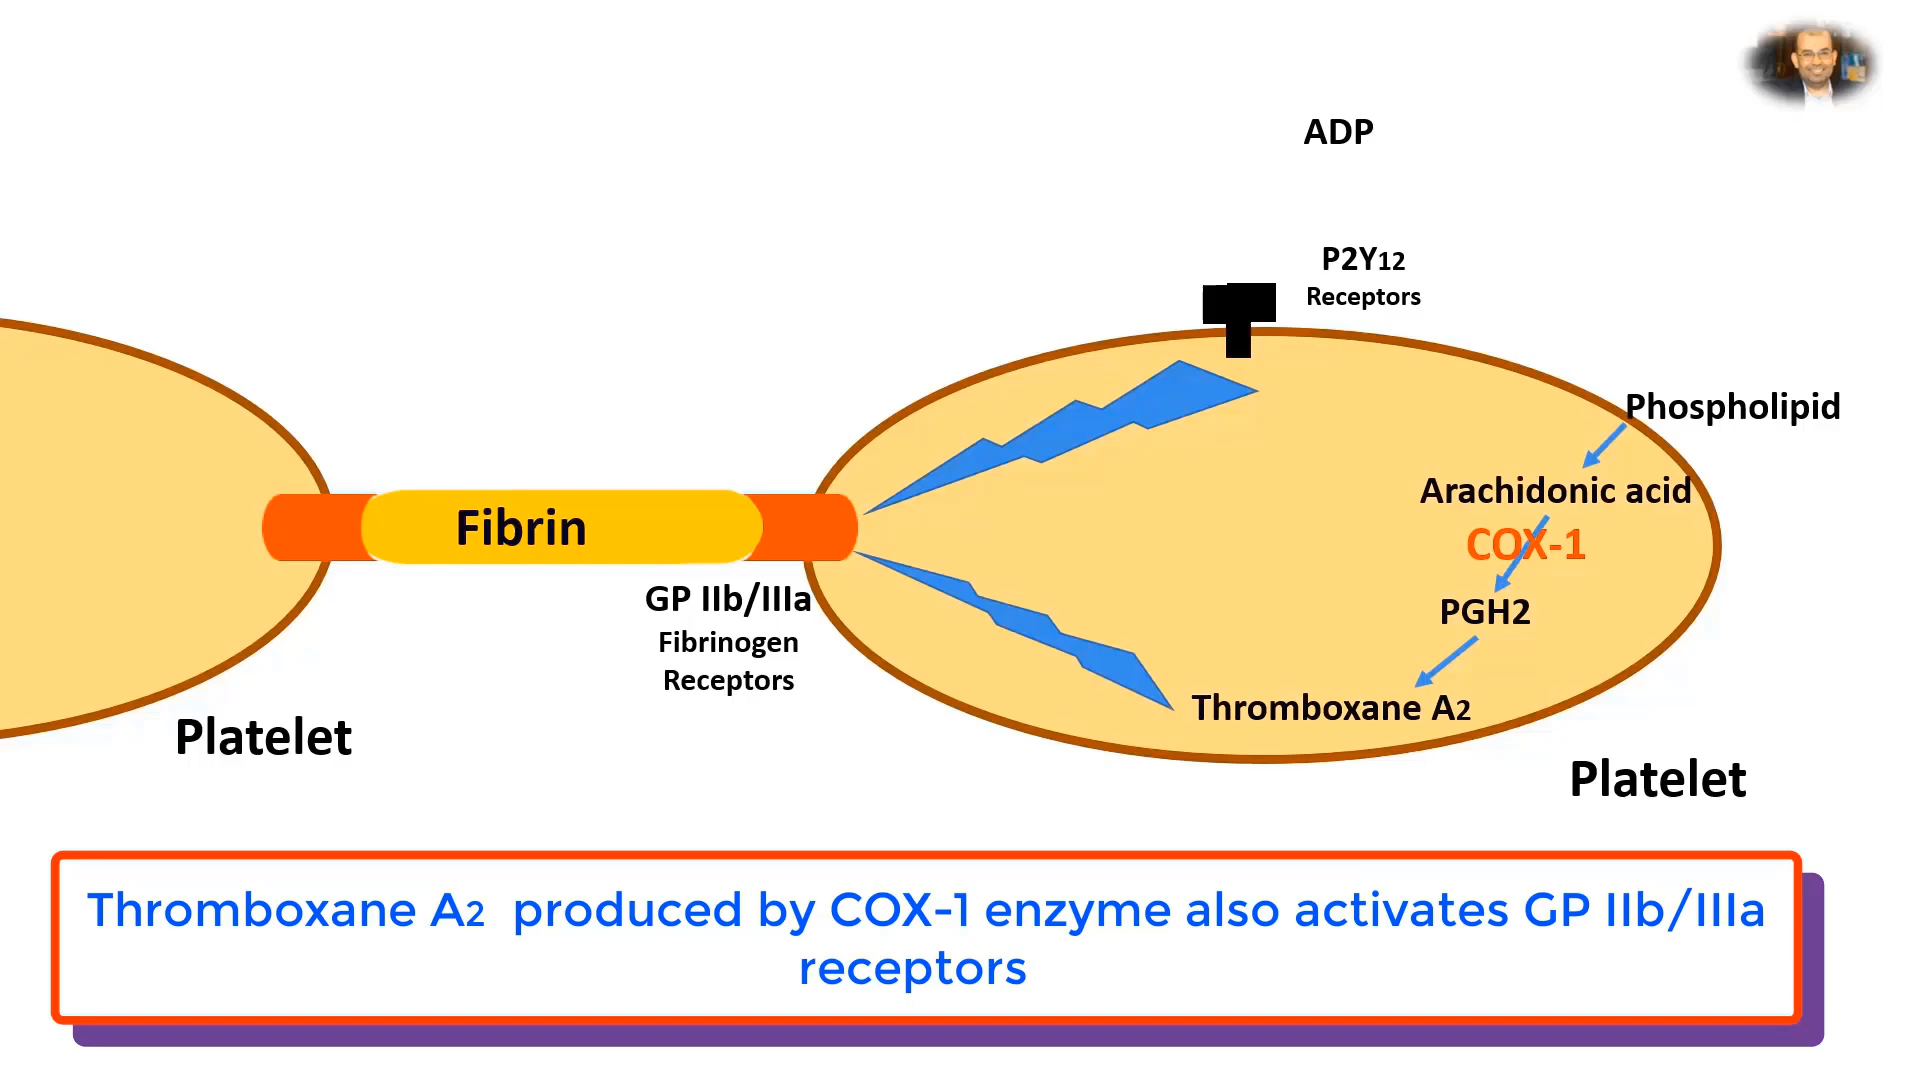 ADP
P2Y12
Receptors
Phospholipid
Arachidonic acid
COX-1
Fibrin
GP IIb/IIIa
Fibrinogen
Receptors
PGH2
Thromboxane A2
Platelet
Platelet
Thromboxane A2 produced by COX-1 enzyme also activates GP IIb/IIIa
receptors